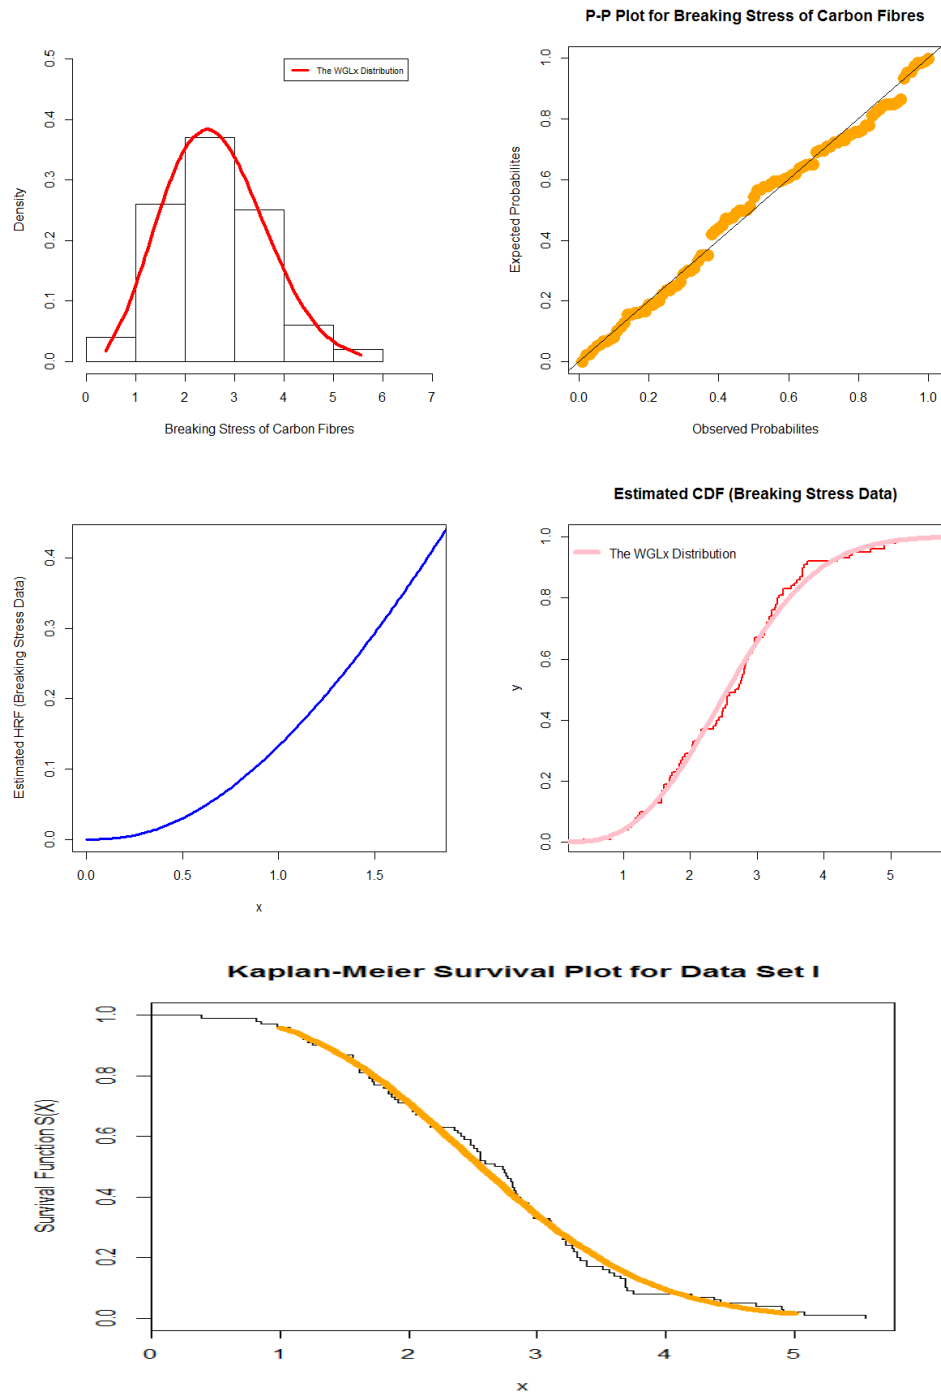 The WGLx Distribution
Density
0.0 0.1 0.2 0.3 0.4 0.5
0 1 2 3 4 5 6 7
Breaking Stress of Carbon Fibres
P-P Plot for Breaking Stress of Carbon Fibres
Expected Probabilites
0.0 0.2 0.4 0.6 0.8 1.0
0.0 0.2 0.4 0.6 0.8 1.0
Observed Probabilites
Estimated HRF (Breaking Stress Data)
0.0 0.1 0.2 0.3 0.4
0.0 0.5 1.0 1.5
x
Estimated CDF (Breaking Stress Data)
The WGLx Distribution
y
0.0 0.2 0.4 0.6 0.8 1.0
1 2 3 4 5
Kaplan-Meier Survival Plot for Data Set I
Survival Function S(X)
0.0 0.2 0.4 0.6 0.8 1.0
0 1 2 3 4 5
x